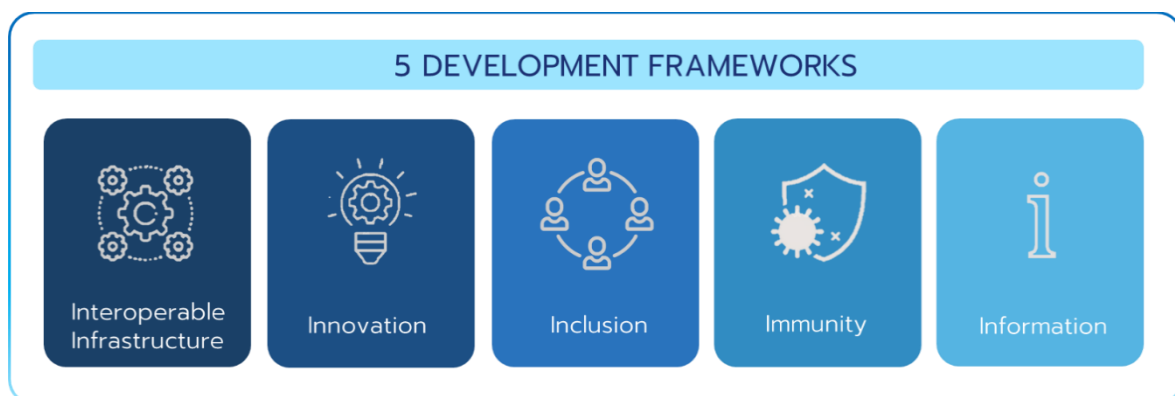 5 DEVELOPMENT FRAMEWORKS
Interoperable
Infrastructure
Innovation
Inclusion
Immunity
Information